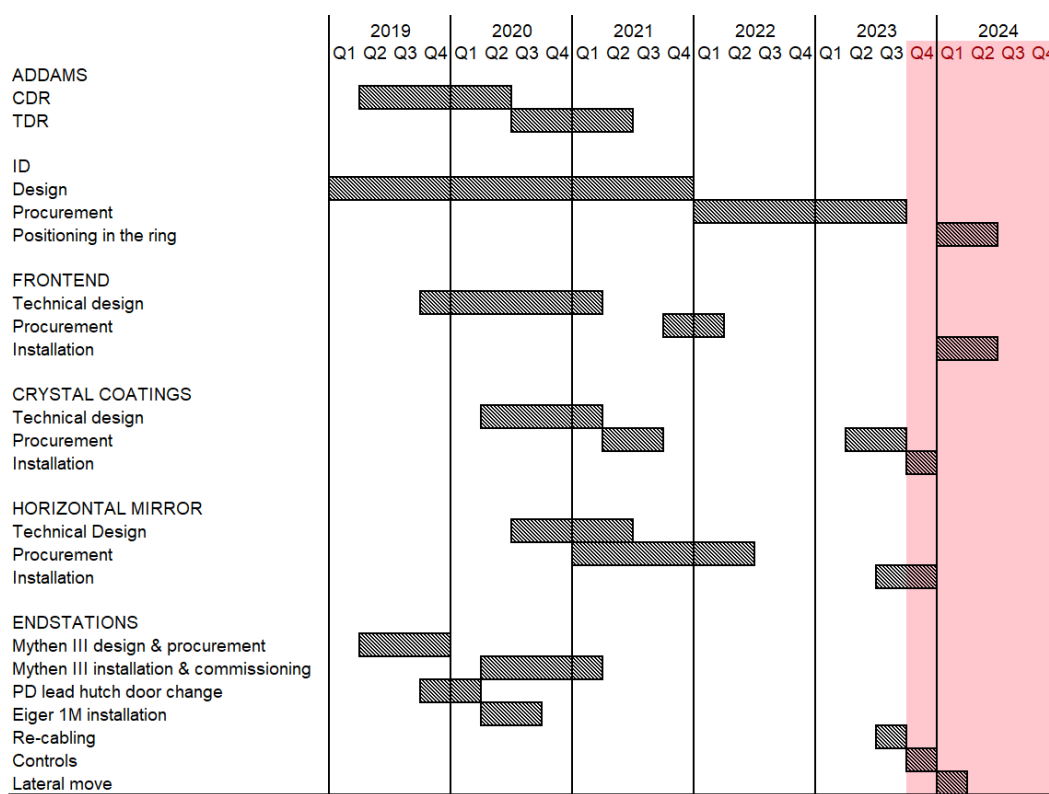 2019 2020 2021 2022 2023 2024
Q1 Q2 Q3 Q4 Q1 Q2 Q3 Q4 Q1 Q2 Q3 Q4 Q1 Q2 Q3 Q4 Q1 Q2 Q3 Q4 Q1 Q2 Q3 Q4
ADDAMS
CDR
TDR
ID
Design
Procurement
Positioning in the ring
FRONTEND
Technical design
Procurement
Installation
CRYSTAL COATINGS
Technical design
Procurement
Installation
HORIZONTAL MIRROR
Technical Design
Procurement
Installation
ENDSTATIONS
Mythen III design & procurement
Mythen III installation & commissioning
PD lead hutch door change
Eiger 1M installation
Re-cabling
Controls
Lateral move